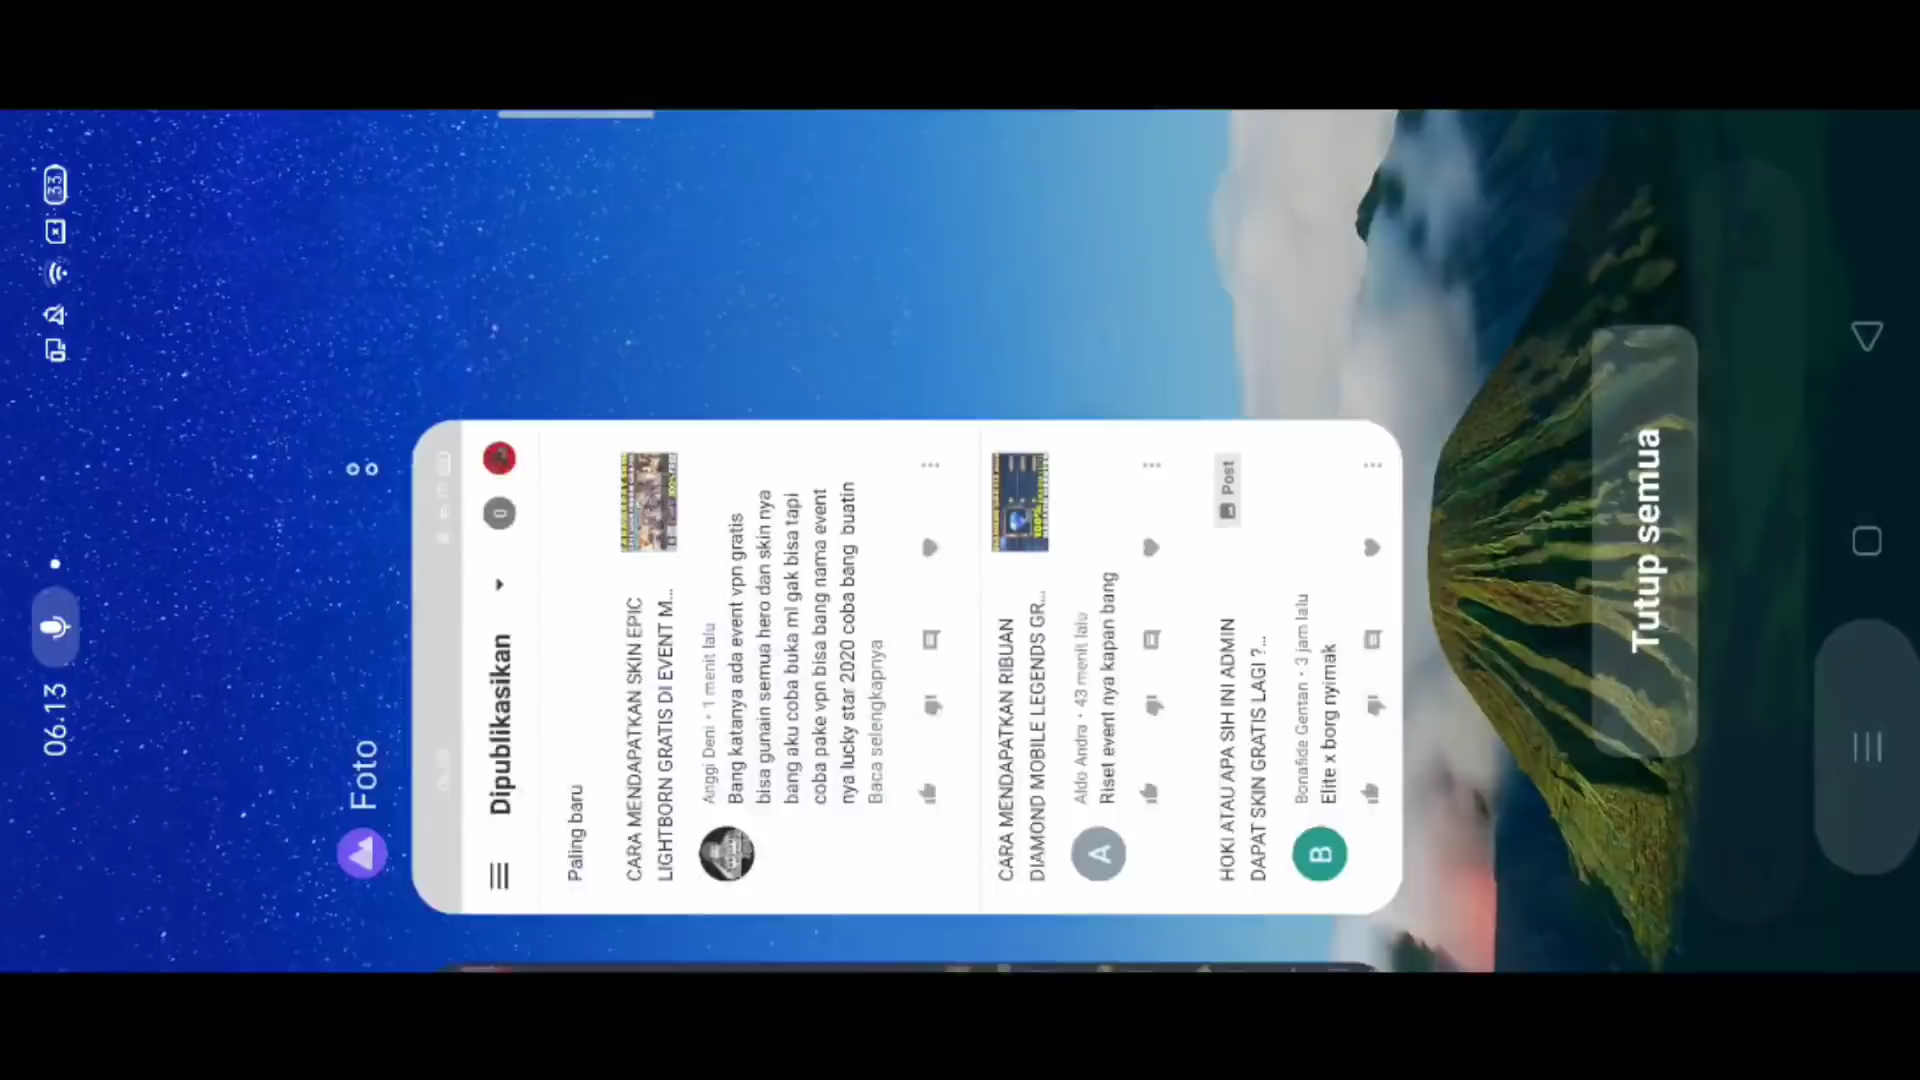 06.13
33
Foto
Dipublikasikan
0
Paling baru
CARA MENDAPATKAN SKIN EPIC
LIGHTBORN GRATIS DI EVENT M...
Anggi Deni • 1 menit lalu
Bang katanya ada event vpn gratis
bisa gunain semua hero dan skin nya
bang aku coba buka ml gak bisa tapi
coba pake vpn bisa bang nama event
nya lucky star 2020 coba bang buatin
Baca selengkapnya
CARA MENDAPATKAN RIBUAN
DIAMOND MOBILE LEGENDS GR...
A
Aldo Andra • 43 menit lalu
Riset event nya kapan bang
HOKI ATAU APA SIH INI ADMIN
DAPAT SKIN GRATIS LAGI ?...
Post
B
Bonafide Gentan • 3 jam lalu
Elite x borg nyimak
Tutup semua